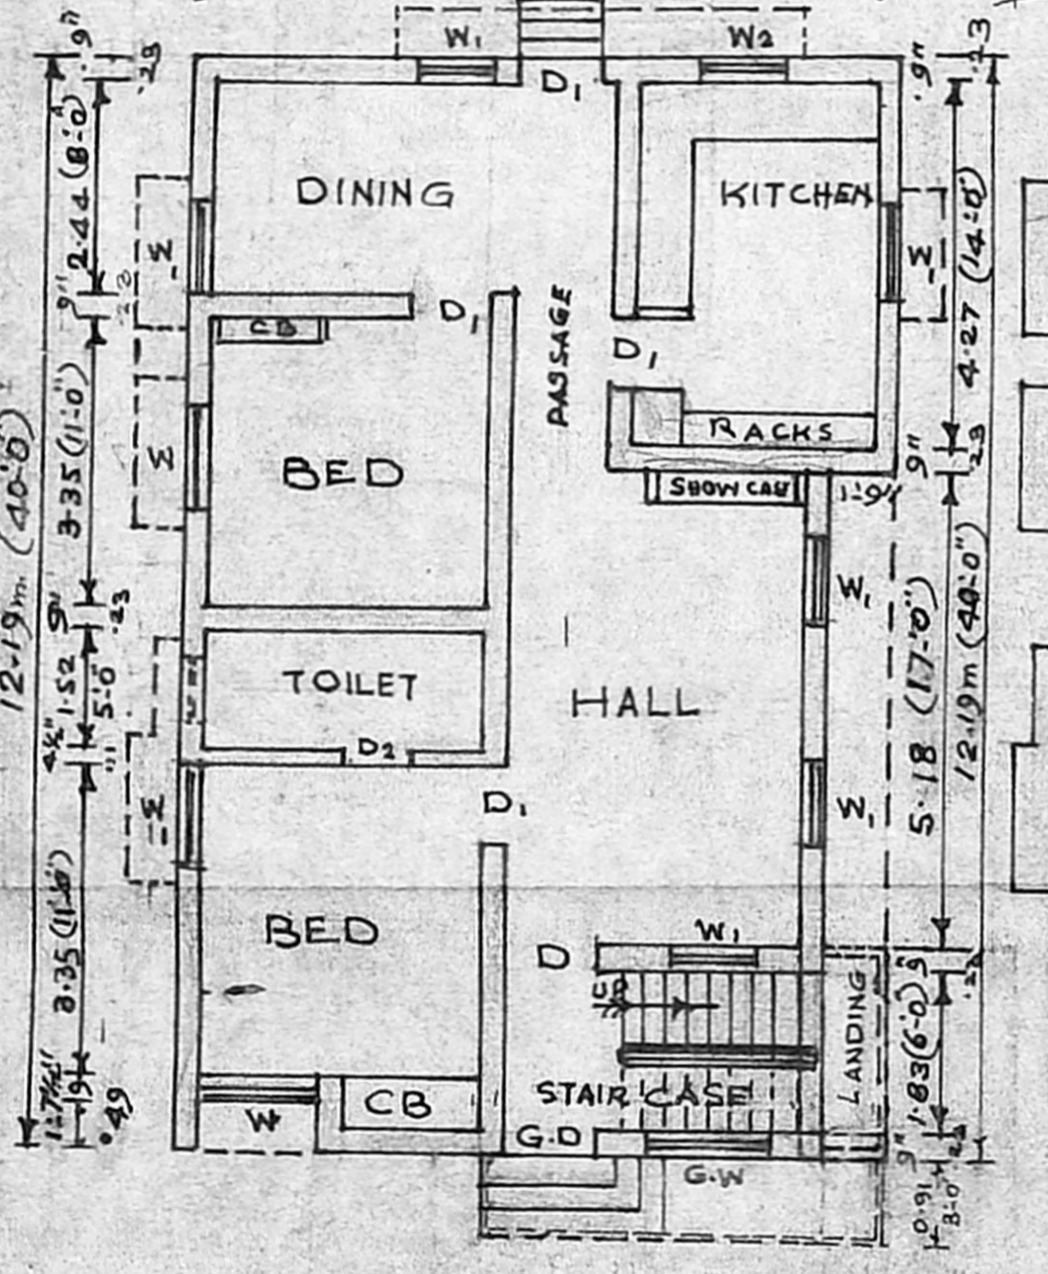 W1
W2
D1
DINING
KITCHEN
W1
W1
CB
D1
PASSAGE
D1
RACKS
SHOW CASE
1'-9"
BED
W
W1
TOILET
D2
HALL
W1
D1
W1
BED
D
W1
UP
LANDING
STAIR CASE
CB
W
G.D
G.W
9"
.23
2.44 (8'-0")
9"
.23
3.35 (11'-0")
9"
.23
1.52
5'-0"
4½"
3.35 (11'-0")
.49
12.19m (40'-0")
9"
.23
4.27 (14'-0")
9"
.23
5.18 (17'-0")
12.19m (40'-0")
9"
1.83 (6'-0")
9"
0.91
3'-0"